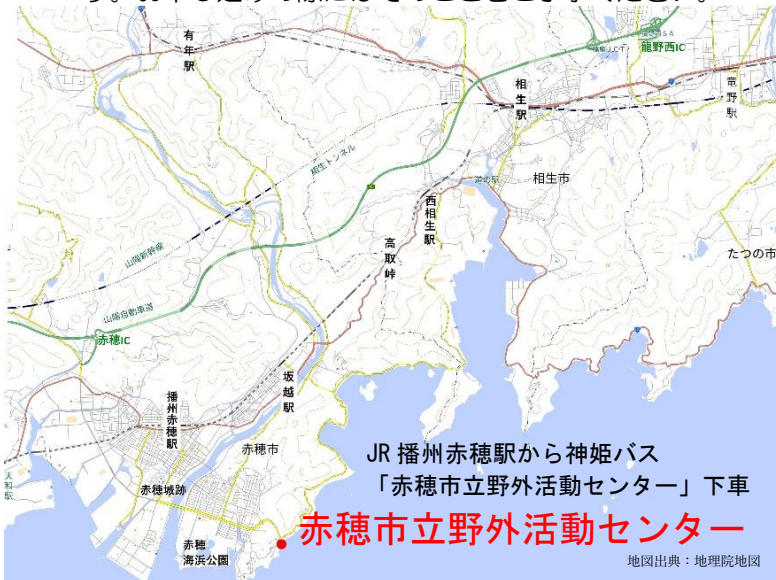 有年駅
龍野西IC
相生駅
竜野駅
相生トンネル
相生市
西相生駅
高取峠
たつの市
山陽新幹線
山陽自動車道
赤穂IC
播州赤穂駅
坂越駅
赤穂市
天和駅
JR 播州赤穂駅から神姫バス
「赤穂市立野外活動センター」下車
赤穂城跡
赤穂市立野外活動センター
赤穂
海浜公園
地図出典：地理院地図